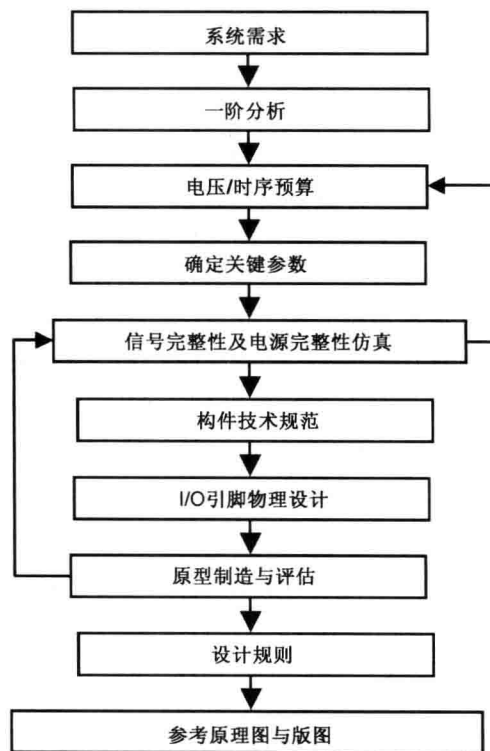 系统需求
一阶分析
电压/时序预算
确定关键参数
信号完整性及电源完整性仿真
构件技术规范
I/O引脚物理设计
原型制造与评估
设计规则
参考原理图与版图